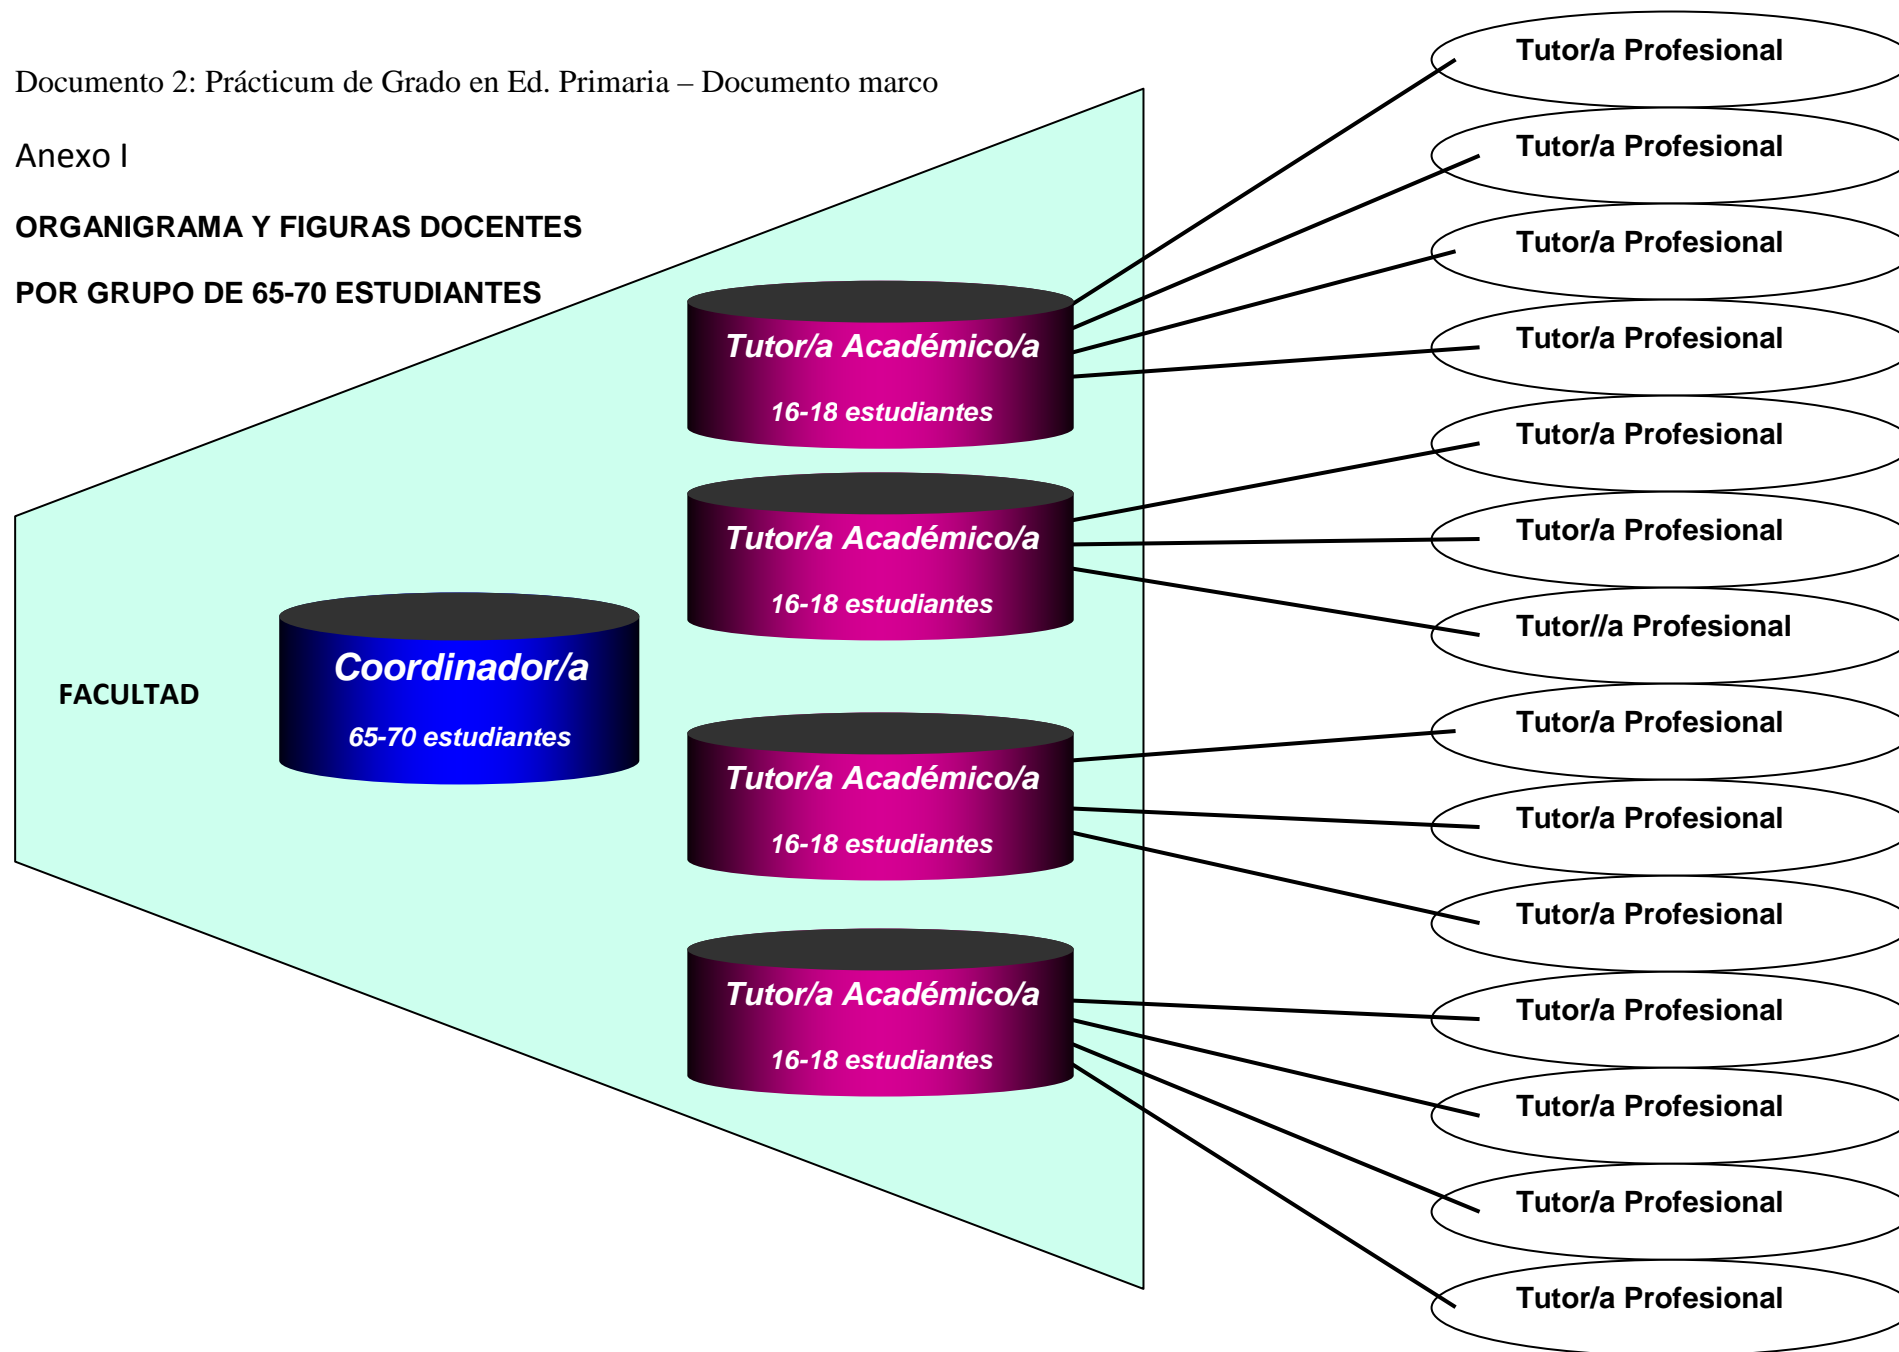 Documento 2: Prácticum de Grado en Ed. Primaria – Documento marco
Anexo I
ORGANIGRAMA Y FIGURAS DOCENTES
POR GRUPO DE 65-70 ESTUDIANTES
FACULTAD
Coordinador/a
65-70 estudiantes
Tutor/a Académico/a
16-18 estudiantes
Tutor/a Académico/a
16-18 estudiantes
Tutor/a Académico/a
16-18 estudiantes
Tutor/a Académico/a
16-18 estudiantes
Tutor/a Profesional
Tutor/a Profesional
Tutor/a Profesional
Tutor/a Profesional
Tutor/a Profesional
Tutor/a Profesional
Tutor//a Profesional
Tutor/a Profesional
Tutor/a Profesional
Tutor/a Profesional
Tutor/a Profesional
Tutor/a Profesional
Tutor/a Profesional
Tutor/a Profesional